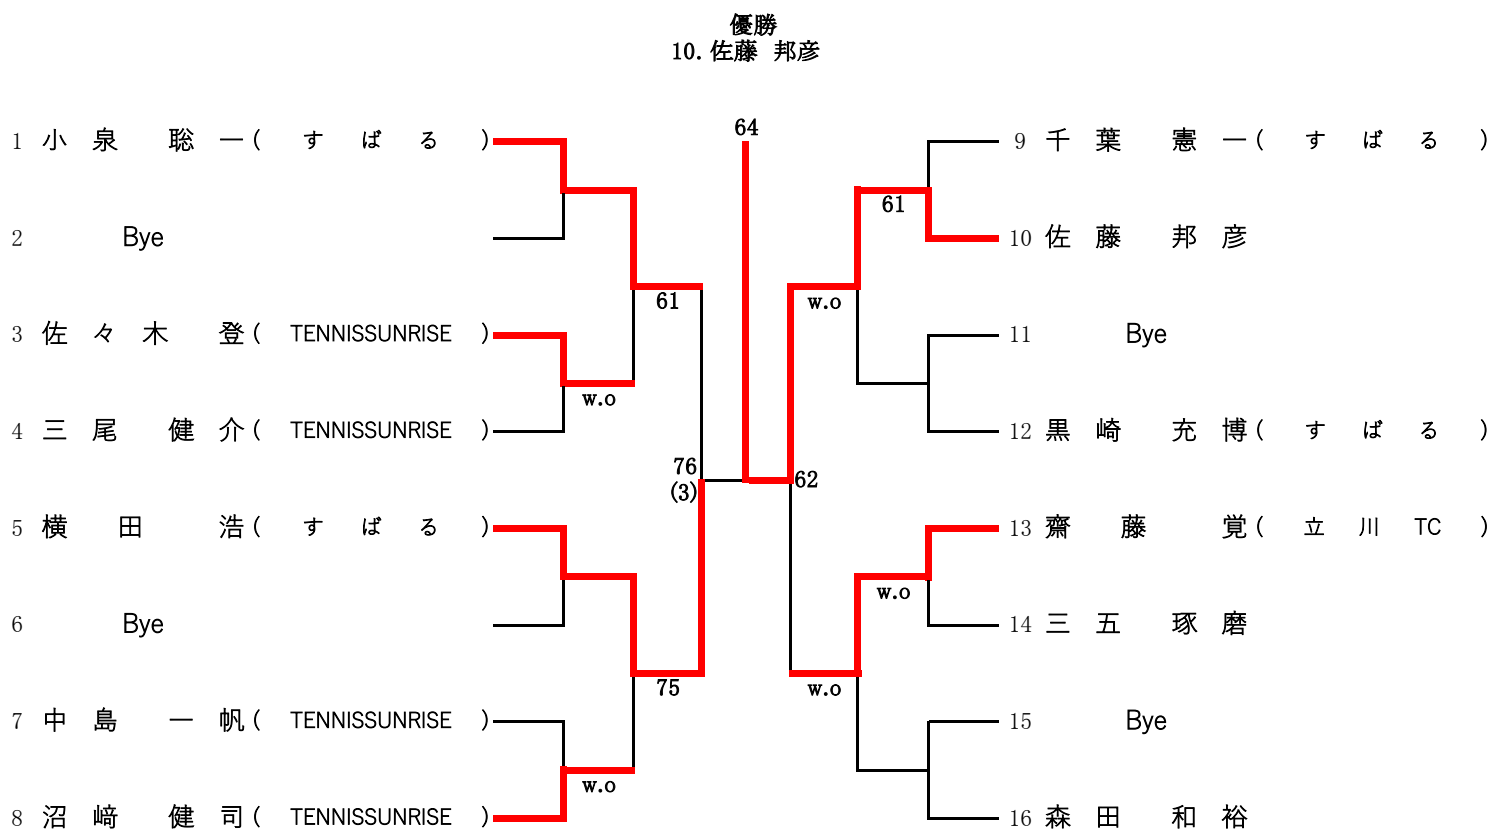 優勝
10. 佐藤 邦彦
64
1 小泉 聡一( すばる )
2 Bye
61
3 佐々木 登( TENNISSUNRISE )
w.o
4 三尾 健介( TENNISSUNRISE )
76
(3)
5 横田 浩( すばる )
6 Bye
75
7 中島 一帆( TENNISSUNRISE )
w.o
8 沼﨑 健司( TENNISSUNRISE )
9 千葉 憲一( すばる )
61
10 佐藤 邦彦
w.o
11 Bye
12 黒崎 充博( すばる )
62
13 齋藤 覚( 立川 TC )
w.o
14 三五 琢磨
w.o
15 Bye
16 森田 和裕